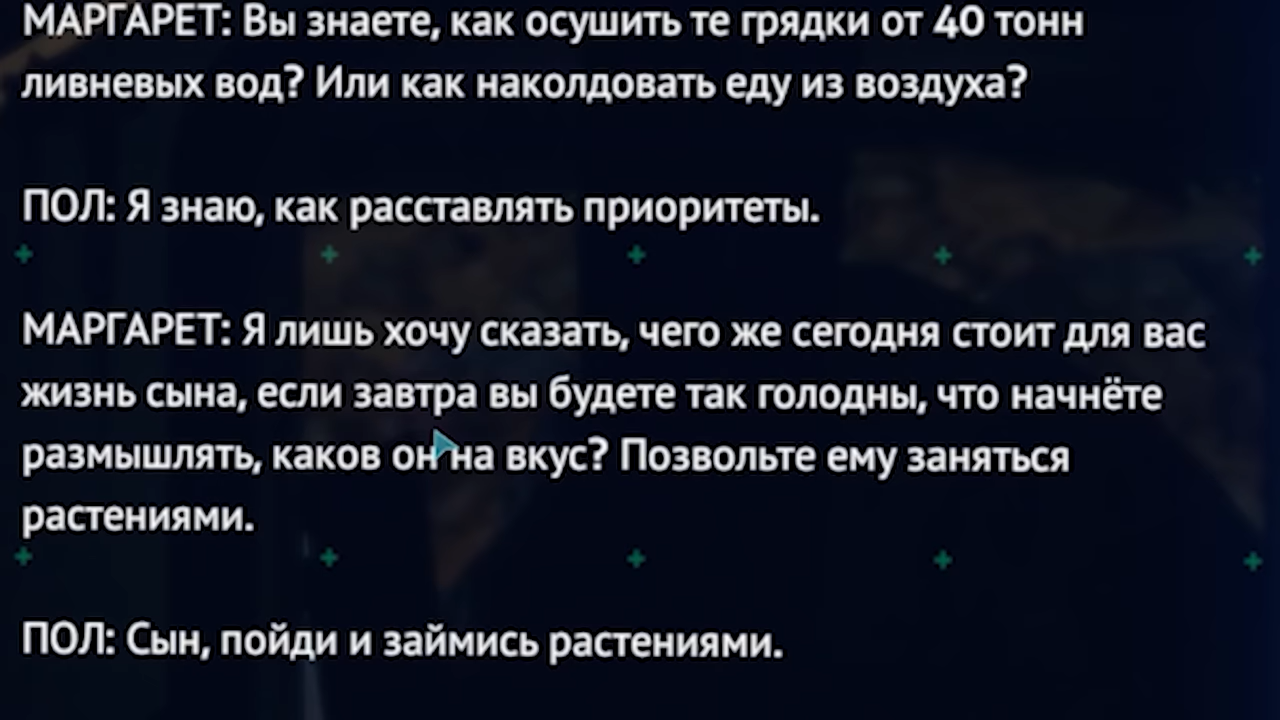 МАРГАРЕТ: Вы знаете, как осушить те грядки от 40 тонн
ливневых вод? Или как наколдовать еду из воздуха?
ПОЛ: Я знаю, как расставлять приоритеты.
МАРГАРЕТ: Я лишь хочу сказать, чего же сегодня стоит для вас
жизнь сына, если завтра вы будете так голодны, что начнёте
размышлять, каков он на вкус? Позвольте ему заняться
растениями.
ПОЛ: Сын, пойди и займись растениями.